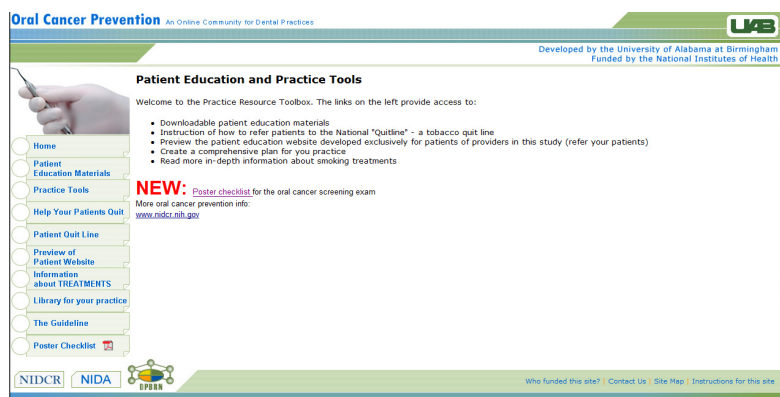 Oral Cancer Prevention An Online Community for Dental Practices
UAB
Developed by the University of Alabama at Birmingham
Funded by the National Institutes of Health
Patient Education and Practice Tools
Welcome to the Practice Resource Toolbox. The links on the left provide access to:
• Downloadable patient education materials
• Instruction of how to refer patients to the National "Quitline" - a tobacco quit line
• Preview the patient education website developed exclusively for patients of providers in this study (refer your patients)
• Create a comprehensive plan for you practice
• Read more in-depth information about smoking treatments
NEW: Poster checklist for the oral cancer screening exam
More oral cancer prevention info:
www.nidcr.nih.gov
Home
Patient
Education Materials
Practice Tools
Help Your Patients Quit
Patient Quit Line
Preview of
Patient Website
Information
about TREATMENTS
Library for your practice
The Guideline
Poster Checklist
NIDCR
NIDA
DPBRN
Who funded this site? | Contact Us | Site Map | Instructions for this site